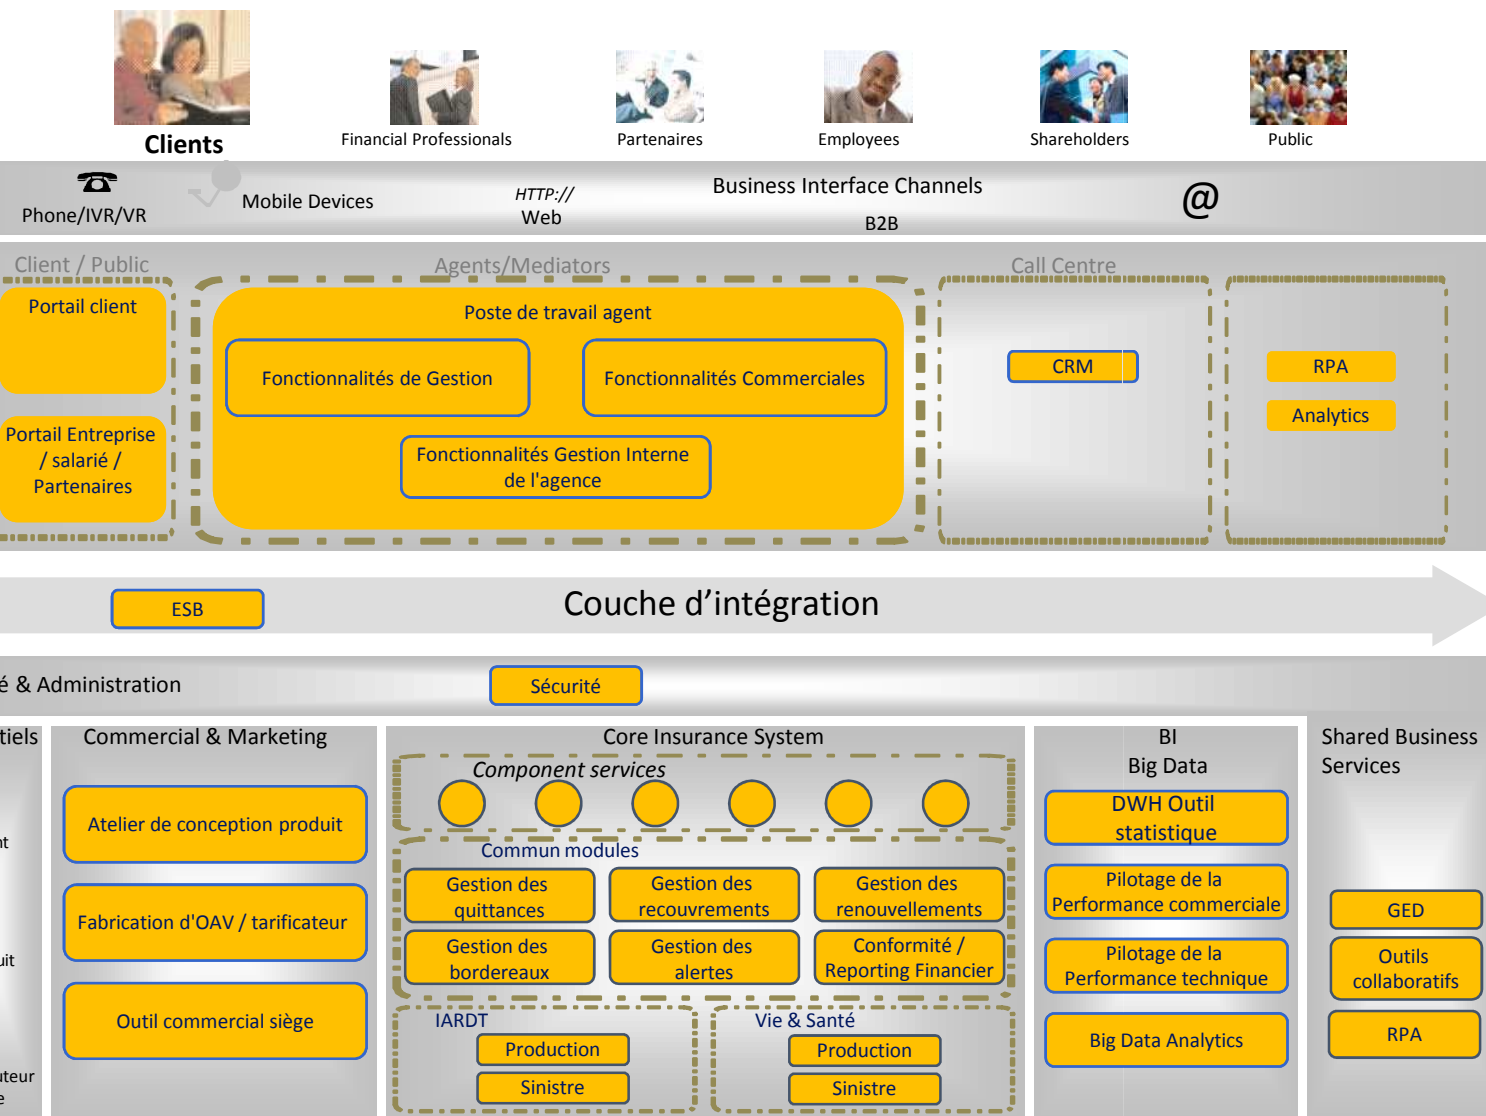 Clients
Financial Professionals
Partenaires
Employees
Shareholders
Public
Phone/IVR/VR
Mobile Devices
HTTP://
Web
Business Interface Channels
B2B
@
Client / Public
Agents/Mediators
Call Centre
Portail client
Portail Entreprise
/ salarié /
Partenaires
Poste de travail agent
Fonctionnalités de Gestion
Fonctionnalités Commerciales
Fonctionnalités Gestion Interne
de l'agence
CRM
RPA
Analytics
ESB
Couche d’intégration
é & Administration
Sécurité
tiels
nt
uit
uteur
e
Commercial & Marketing
Atelier de conception produit
Fabrication d'OAV / tarificateur
Outil commercial siège
Core Insurance System
Component services
Commun modules
Gestion des
quittances
Gestion des
recouvrements
Gestion des
renouvellements
Gestion des
bordereaux
Gestion des
alertes
Conformité /
Reporting Financier
IARDT
Production
Sinistre
Vie & Santé
Production
Sinistre
BI
Big Data
DWH Outil
statistique
Pilotage de la
Performance commerciale
Pilotage de la
Performance technique
Big Data Analytics
Shared Business
Services
GED
Outils
collaboratifs
RPA